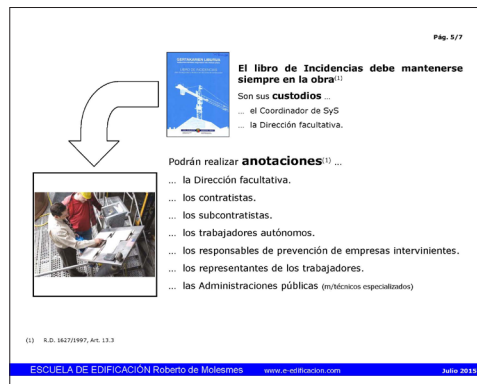 Pág. 5/7
El libro de Incidencias debe mantenerse
siempre en la obra(1)
Son sus custodios ...
... el Coordinador de SyS
... la Dirección facultativa.
Podrán realizar anotaciones(1) ...
... la Dirección facultativa.
... los contratistas.
... los subcontratistas.
... los trabajadores autónomos.
... los responsables de prevención de empresas intervinientes.
... los representantes de los trabajadores.
... las Administraciones públicas (m/técnicos especializados)
(1) R.D. 1627/1997, Art. 13.3
ESCUELA DE EDIFICACIÓN Roberto de Molesmes www.e-edificacion.com Julio 2015